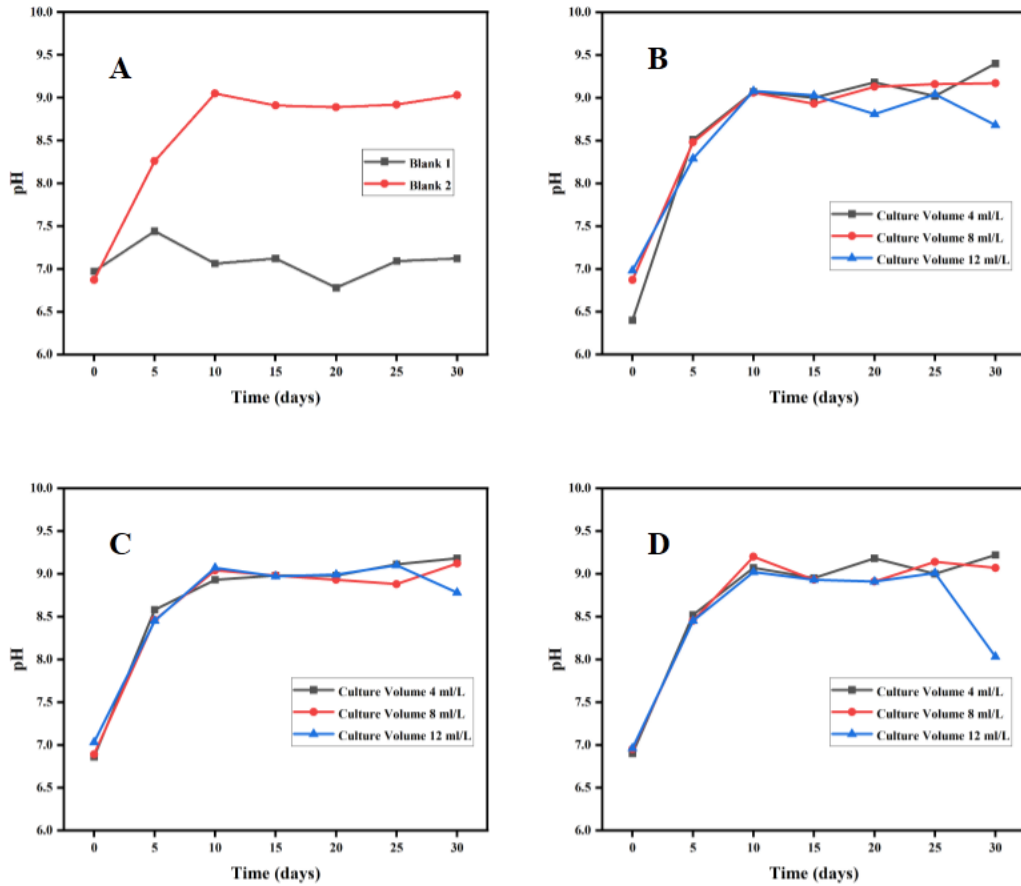 A
10.0
9.5
9.0
8.5
8.0
7.5
7.0
6.5
6.0
pH
Blank 1
Blank 2
0 5 10 15 20 25 30
Time (days)
B
10.0
9.5
9.0
8.5
8.0
7.5
7.0
6.5
6.0
pH
Culture Volume 4 ml/L
Culture Volume 8 ml/L
Culture Volume 12 ml/L
0 5 10 15 20 25 30
Time (days)
C
10.0
9.5
9.0
8.5
8.0
7.5
7.0
6.5
6.0
pH
Culture Volume 4 ml/L
Culture Volume 8 ml/L
Culture Volume 12 ml/L
0 5 10 15 20 25 30
Time (days)
D
10.0
9.5
9.0
8.5
8.0
7.5
7.0
6.5
6.0
pH
Culture Volume 4 ml/L
Culture Volume 8 ml/L
Culture Volume 12 ml/L
0 5 10 15 20 25 30
Time (days)